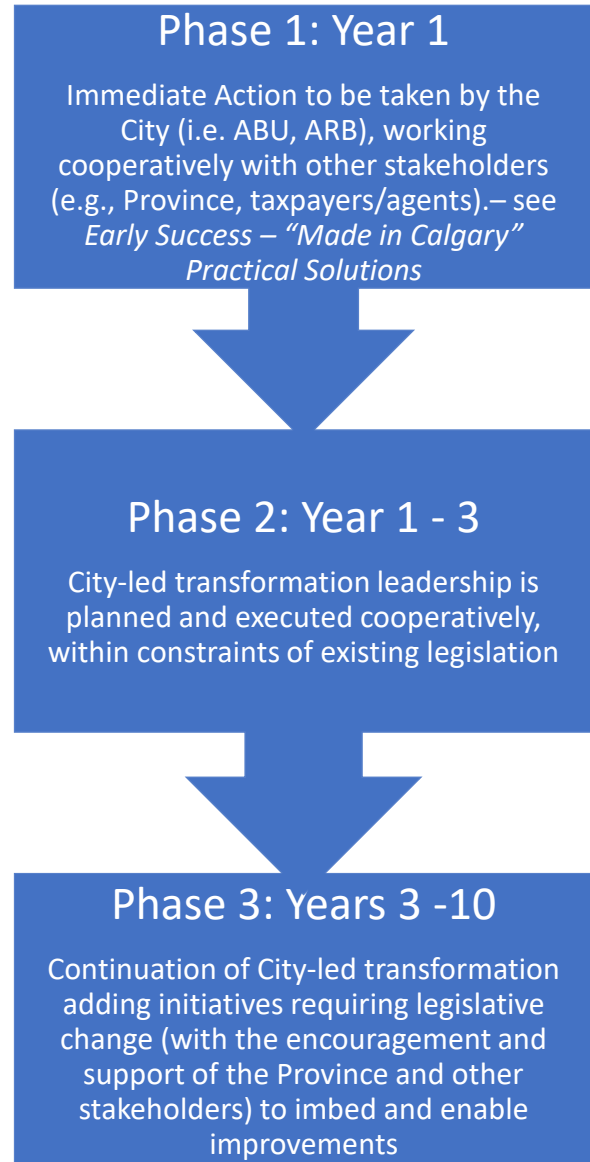 Phase 1: Year 1
Immediate Action to be taken by the
City (i.e. ABU, ARB), working
cooperatively with other stakeholders
(e.g., Province, taxpayers/agents).– see
Early Success – “Made in Calgary”
Practical Solutions
Phase 2: Year 1 - 3
City-led transformation leadership is
planned and executed cooperatively,
within constraints of existing legislation
Phase 3: Years 3 -10
Continuation of City-led transformation
adding initiatives requiring legislative
change (with the encouragement and
support of the Province and other
stakeholders) to imbed and enable
improvements